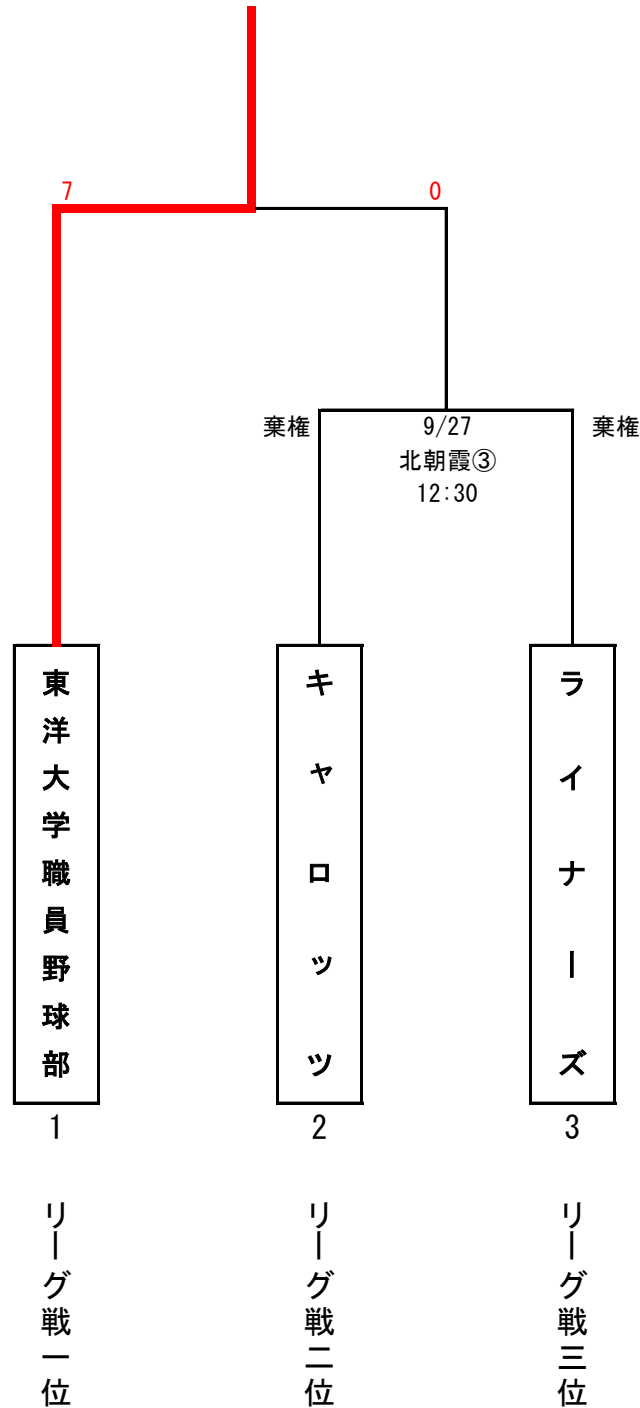 7
0
棄権
9/27
棄権
北朝霞③
12:30
東洋大学職員野球部
キャロッツ
ライナーズ
1
2
3
リーグ戦一位
リーグ戦二位
リーグ戦三位